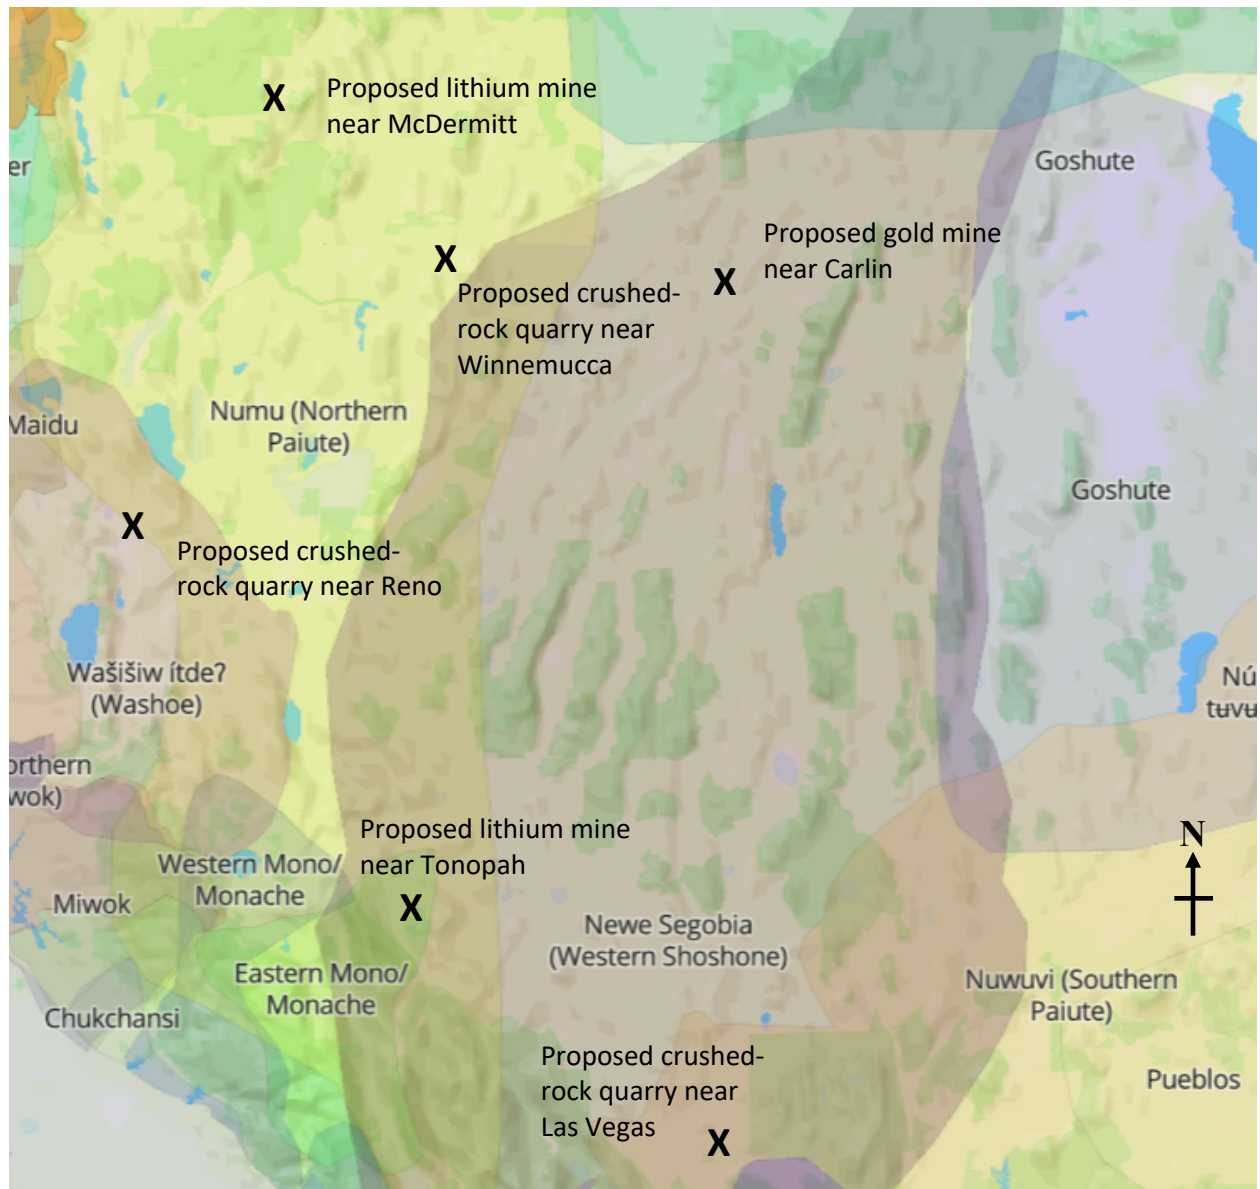 Proposed lithium mine
near McDermitt
er
Goshute
Proposed gold mine
near Carlin
X
X
X
Proposed crushed-
rock quarry near
Winnemucca
Maidu
Numu (Northern
Paiute)
Goshute
X
Proposed crushed-
rock quarry near Reno
Wašišiw ítdeʔ
(Washoe)
Nú
tʉvʉ
orthern
wok)
Proposed lithium mine
near Tonopah
N
Western Mono/
Monache
Miwok
X
Newe Segobia
(Western Shoshone)
Eastern Mono/
Monache
Nuwuvi (Southern
Paiute)
Chukchansi
Proposed crushed-
rock quarry near
Las Vegas
Pueblos
X